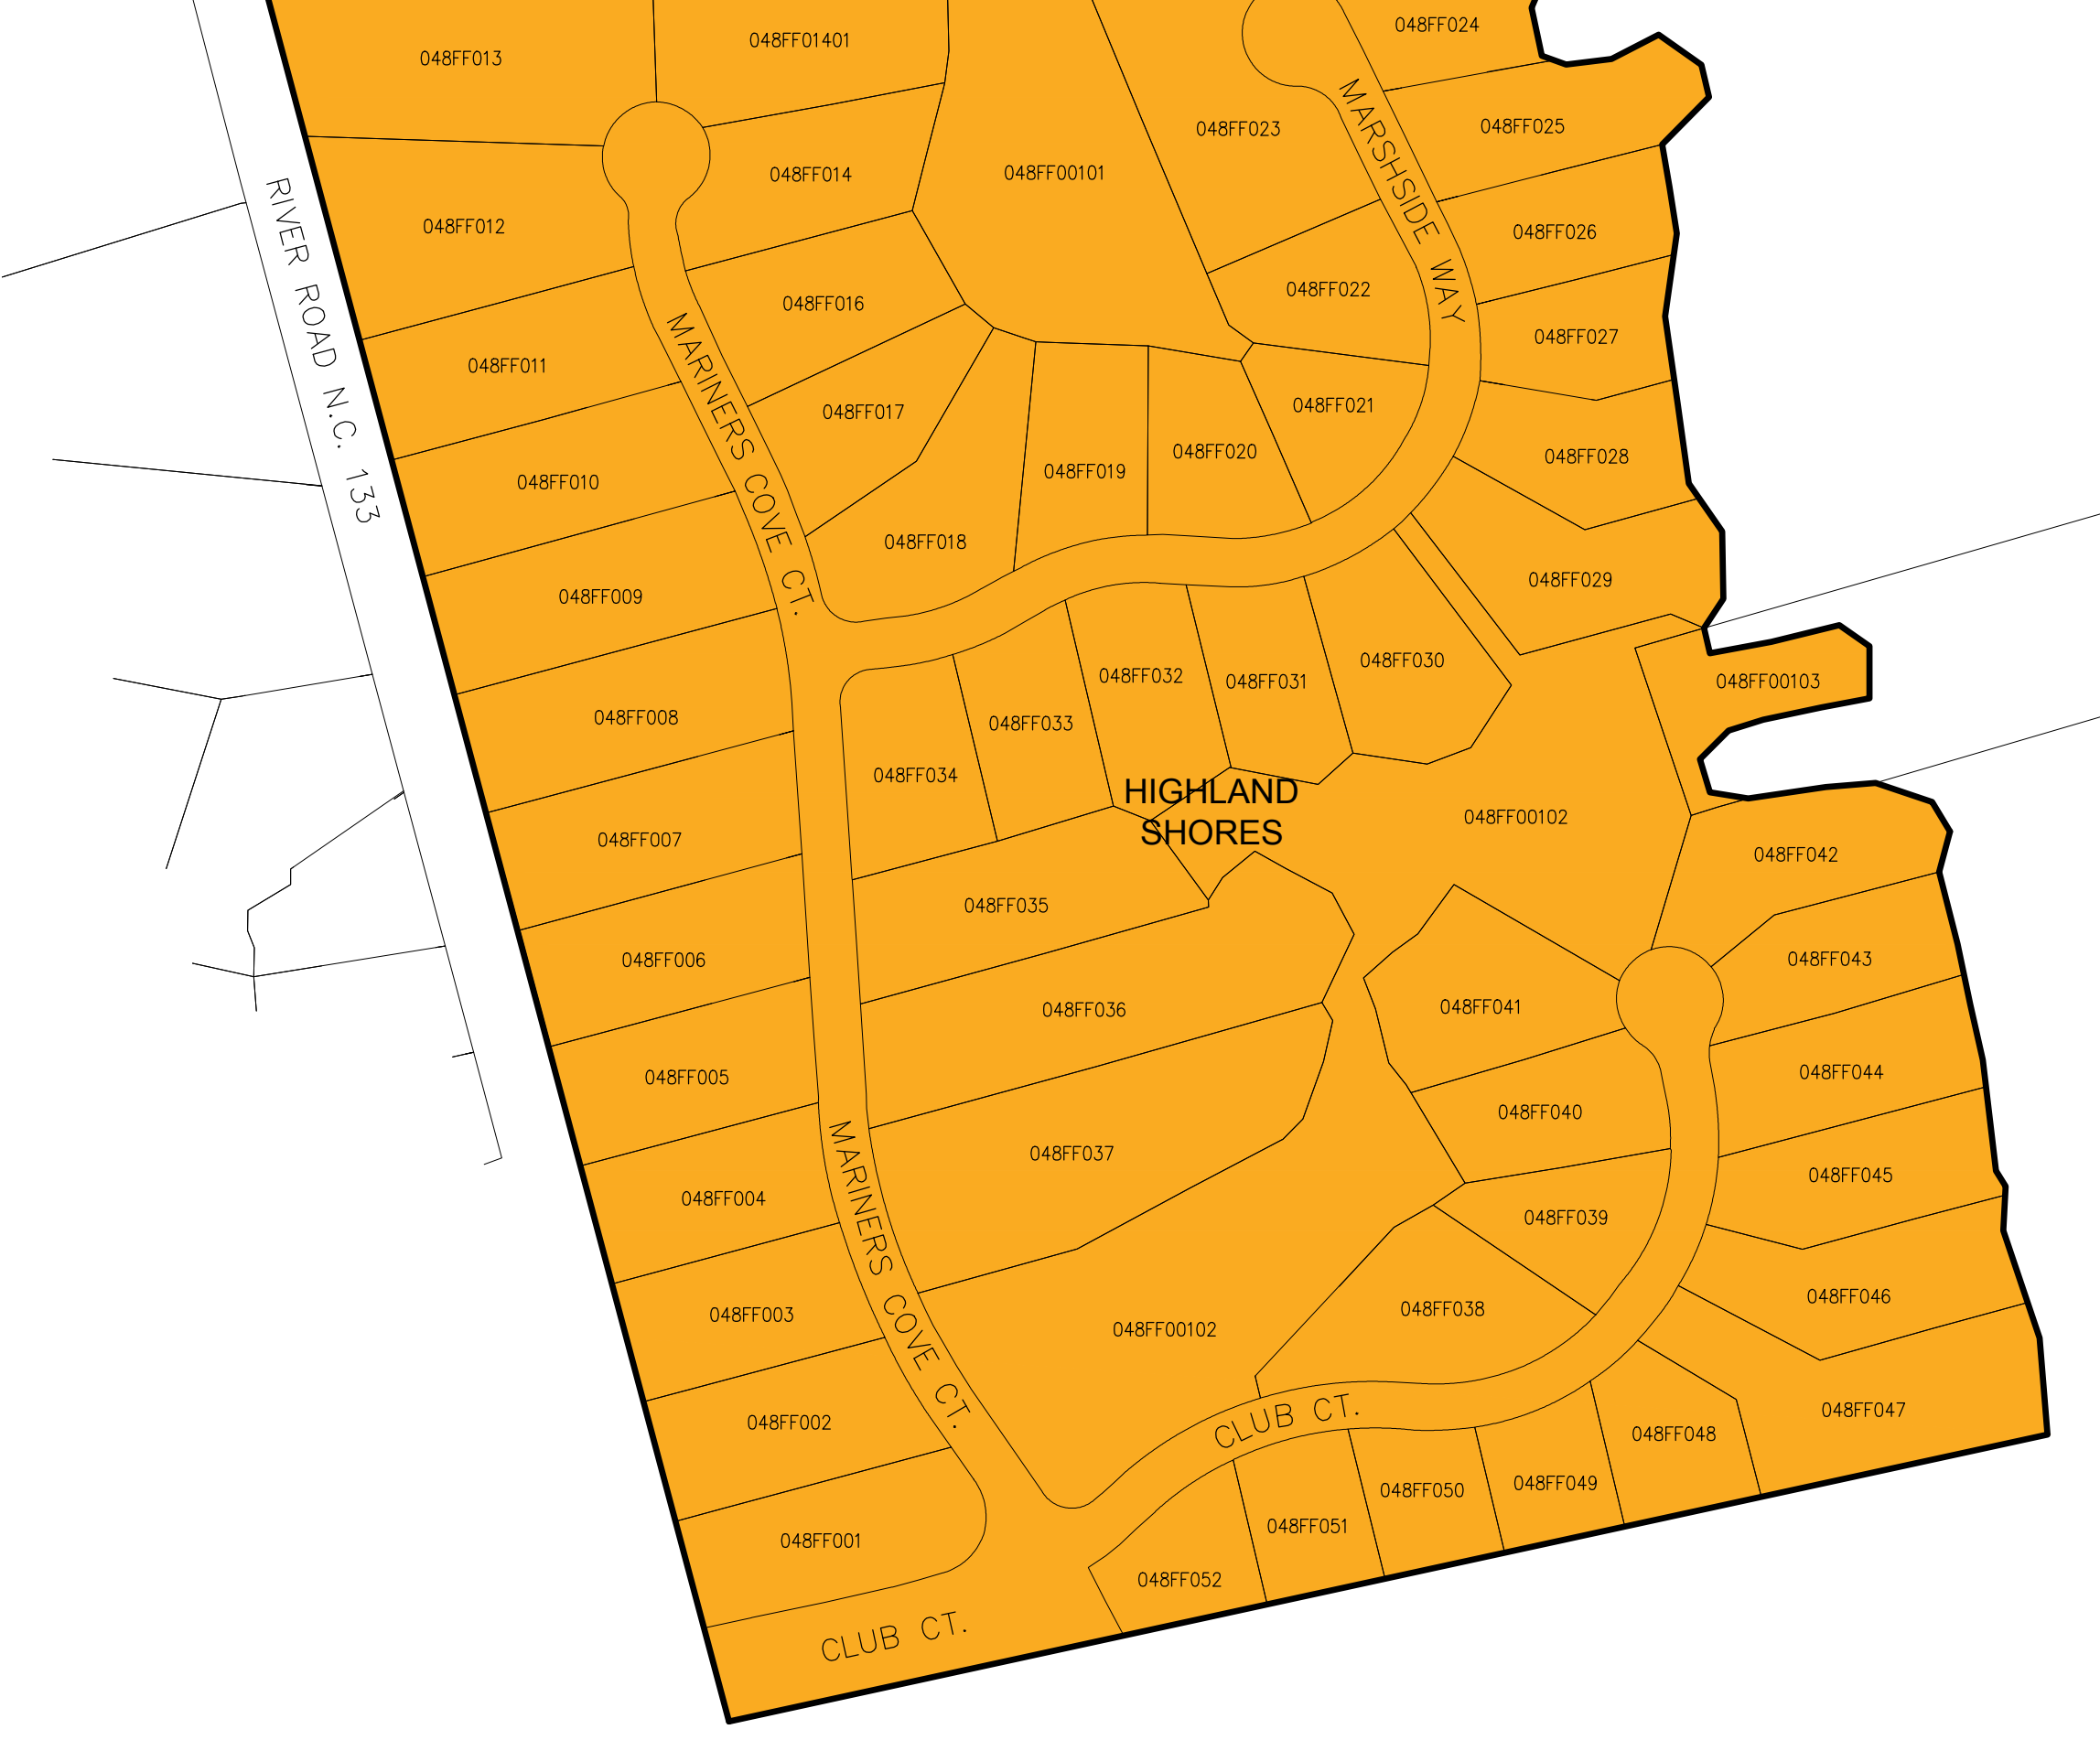 048FF013
048FF01401
048FF024
048FF023
048FF025
048FF00101
048FF014
048FF012
MARSHSIDE WAY
048FF026
RIVER ROAD N.C. 133
048FF022
048FF016
048FF027
048FF011
048FF021
048FF017
MARINERS COVE CT.
048FF020
048FF028
048FF019
048FF010
048FF018
048FF029
048FF009
048FF030
048FF032
048FF031
048FF00103
048FF008
048FF033
048FF034
HIGHLAND
SHORES
048FF00102
048FF007
048FF042
048FF035
048FF006
048FF043
048FF036
048FF041
048FF005
048FF044
048FF040
048FF037
048FF045
048FF004
048FF039
MARINERS COVE CT.
048FF046
048FF038
048FF003
048FF00102
048FF047
CLUB CT.
048FF002
048FF048
048FF049
048FF050
048FF051
048FF001
048FF052
CLUB CT.